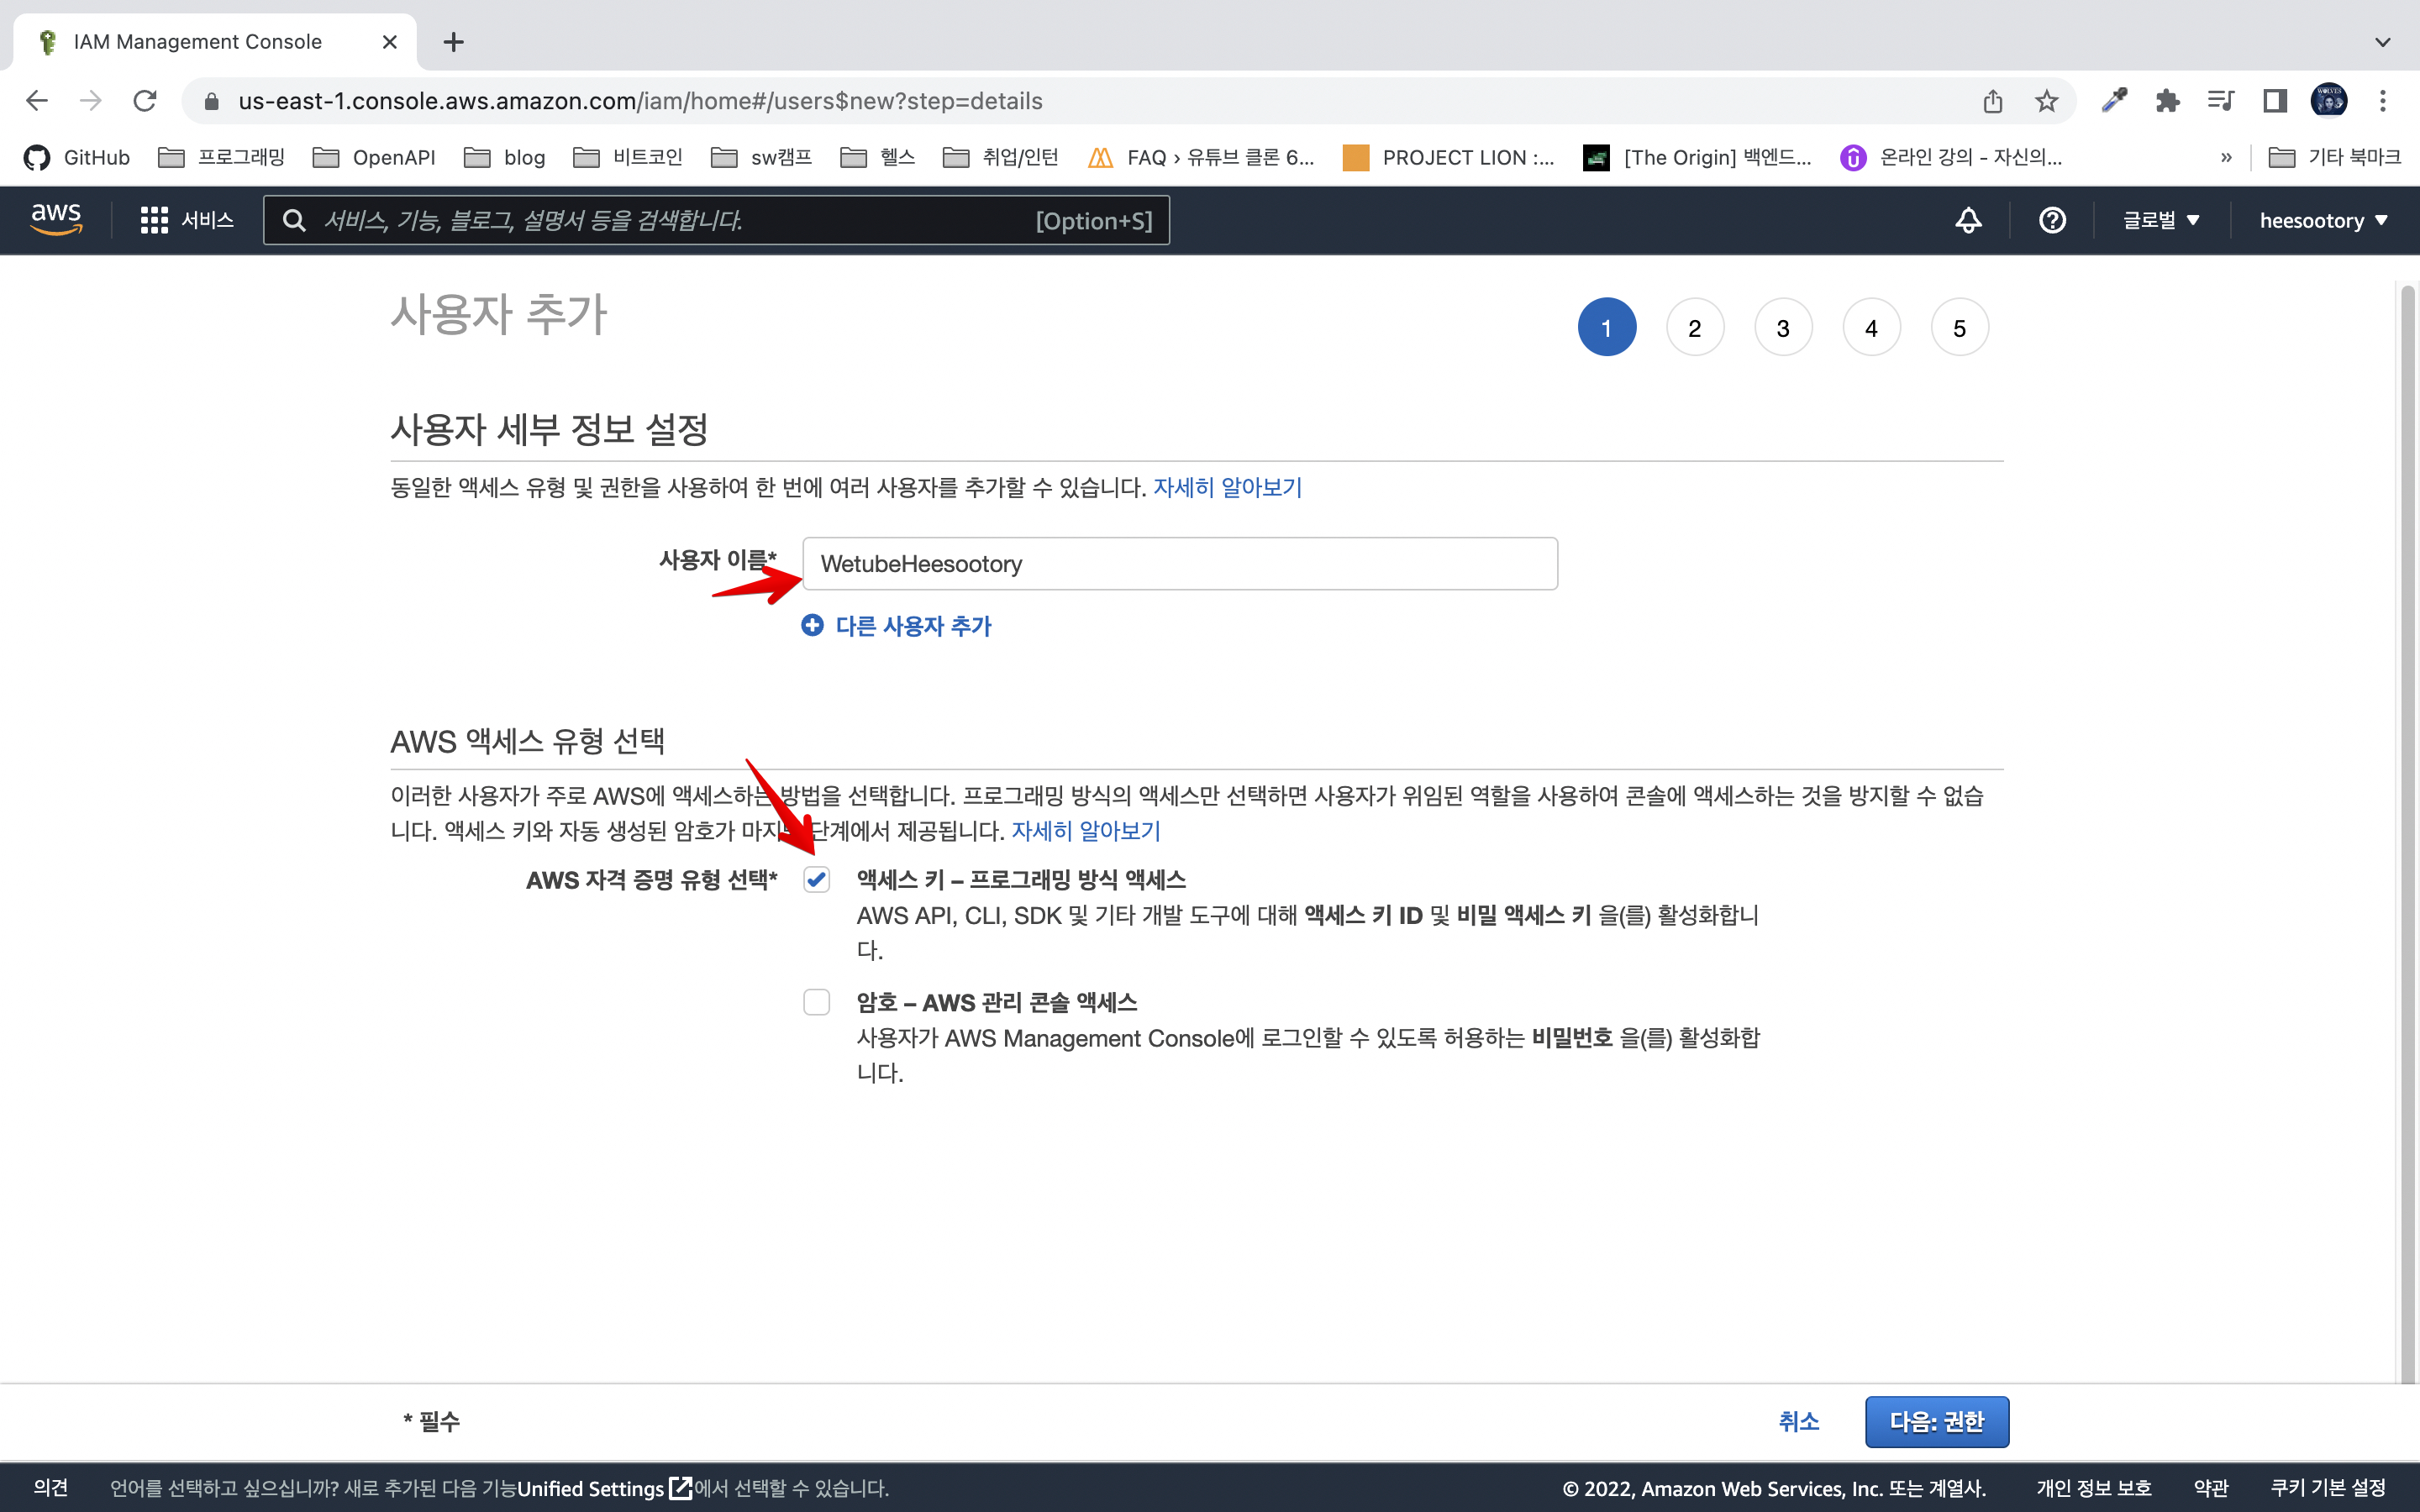 IAM Management Console
us-east-1.console.aws.amazon.com/iam/home#/users$new?step=details
GitHub 프로그래밍 OpenAPI blog 비트코인 sw캠프 헬스 취업/인턴 FAQ › 유튜브 클론 6... PROJECT LION :... [The Origin] 백엔드... 온라인 강의 - 자신의... » 기타 북마크
aws 서비스 서비스, 기능, 블로그, 설명서 등을 검색합니다. [Option+S] 글로벌 heesootory
사용자 추가 1 2 3 4 5
사용자 세부 정보 설정
동일한 액세스 유형 및 권한을 사용하여 한 번에 여러 사용자를 추가할 수 있습니다. 자세히 알아보기
사용자 이름* WetubeHeesootory
다른 사용자 추가
AWS 액세스 유형 선택
이러한 사용자가 주로 AWS에 액세스하는 방법을 선택합니다. 프로그래밍 방식의 액세스만 선택하면 사용자가 위임된 역할을 사용하여 콘솔에 액세스하는 것을 방지할 수 없습
니다. 액세스 키와 자동 생성된 암호가 마지막 단계에서 제공됩니다. 자세히 알아보기
AWS 자격 증명 유형 선택* 액세스 키 – 프로그래밍 방식 액세스
AWS API, CLI, SDK 및 기타 개발 도구에 대해 액세스 키 ID 및 비밀 액세스 키 을(를) 활성화합니
다.
암호 – AWS 관리 콘솔 액세스
사용자가 AWS Management Console에 로그인할 수 있도록 허용하는 비밀번호 을(를) 활성화합
니다.
* 필수 취소 다음: 권한
의견 언어를 선택하고 싶으십니까? 새로 추가된 다음 기능Unified Settings에서 선택할 수 있습니다. © 2022, Amazon Web Services, Inc. 또는 계열사. 개인 정보 보호 약관 쿠키 기본 설정